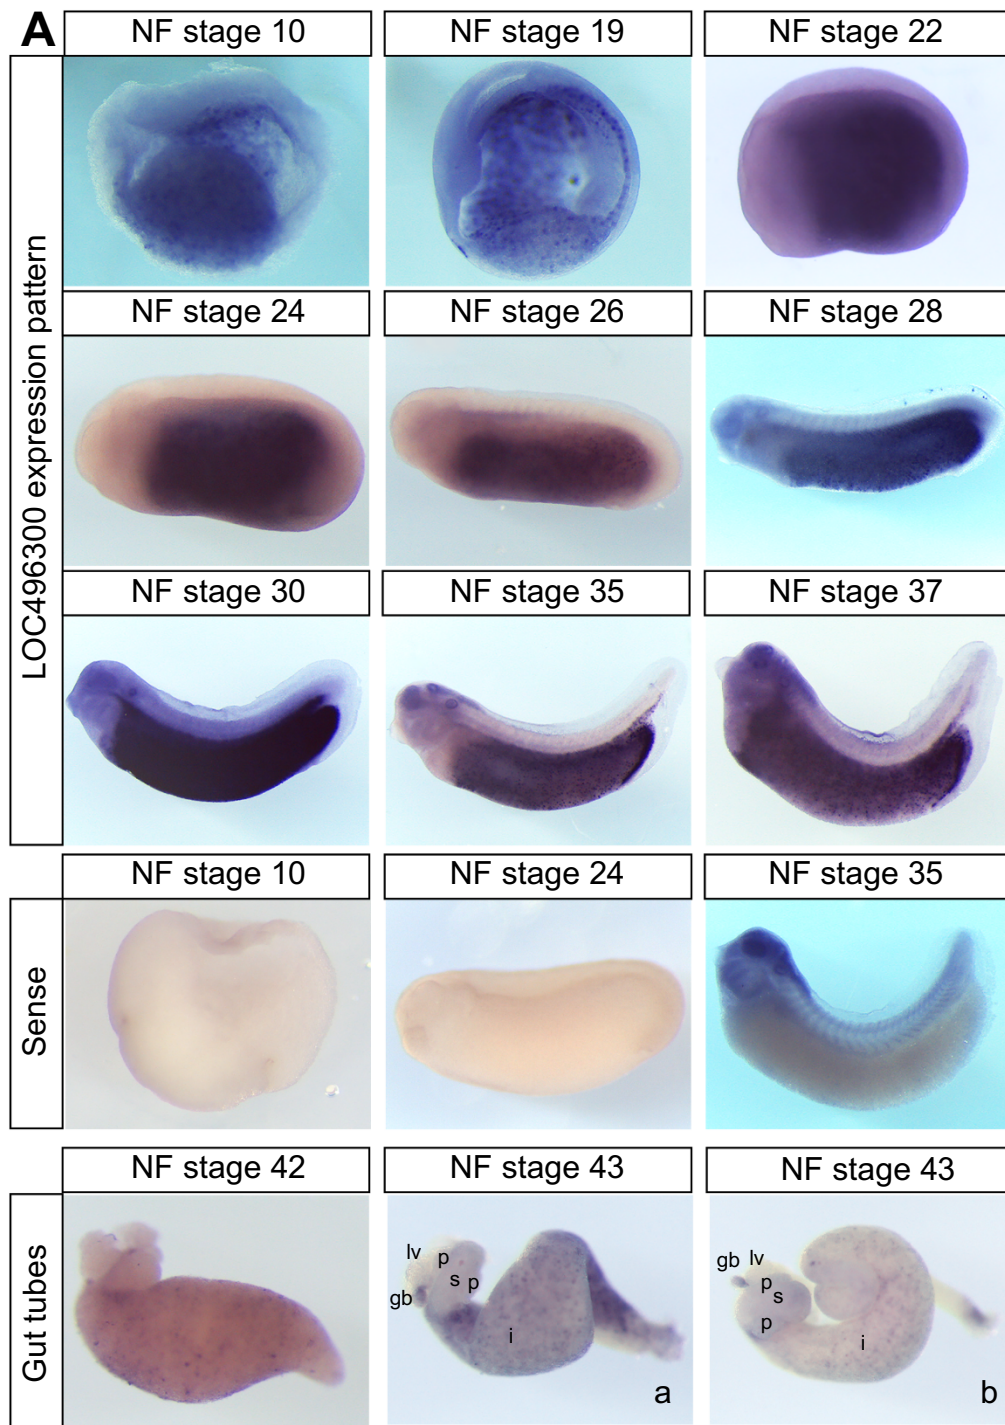 A
NF stage 10
NF stage 19
NF stage 22
LOC496300 expression pattern
NF stage 24
NF stage 26
NF stage 28
NF stage 30
NF stage 35
NF stage 37
NF stage 10
NF stage 24
NF stage 35
Sense
NF stage 42
NF stage 43
NF stage 43
Gut tubes
lv
p
s
p
gb
i
a
gb
lv
p
s
p
i
b